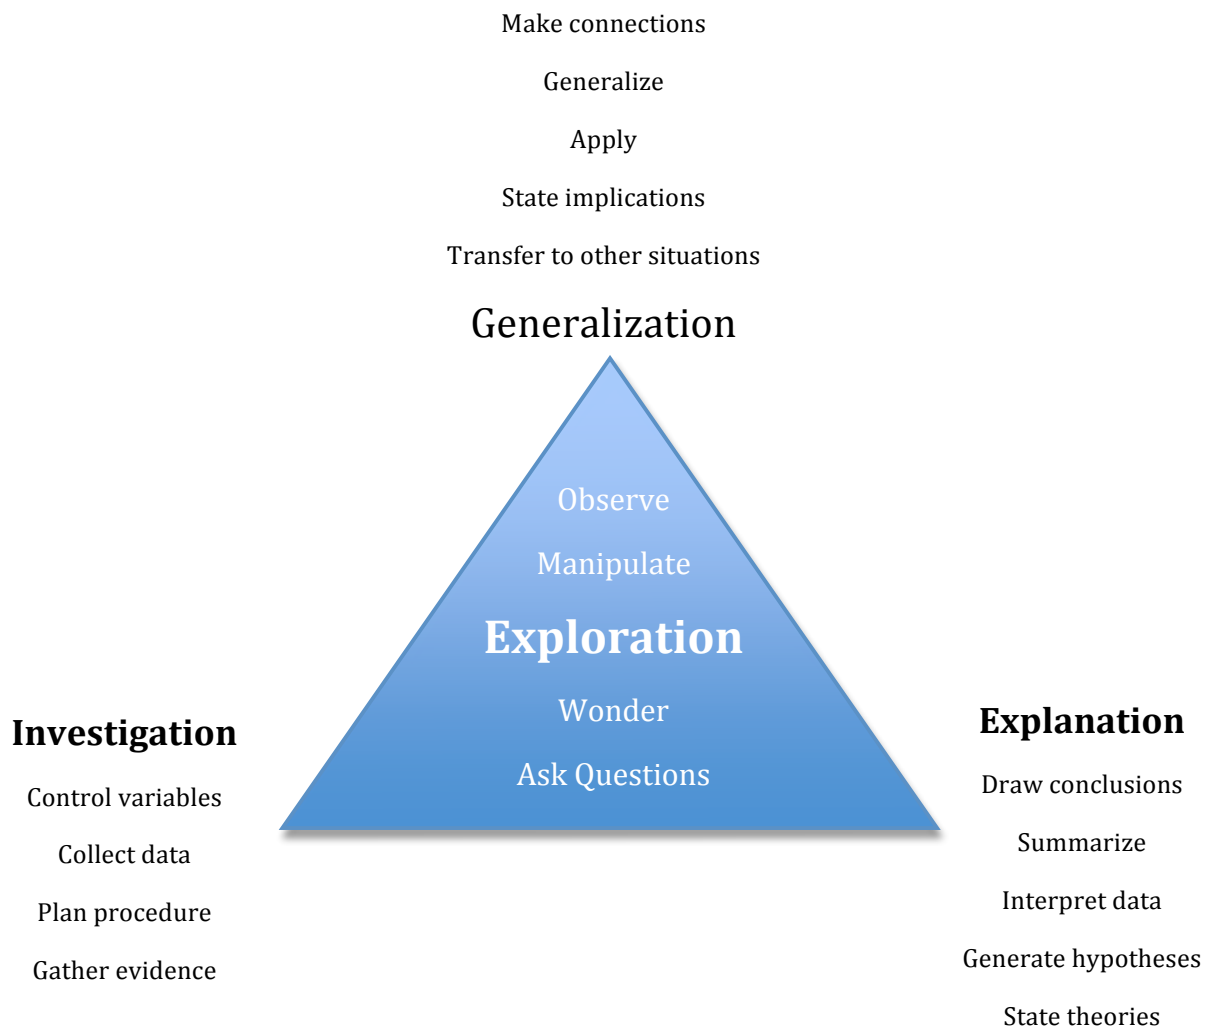 Make connections
Generalize
Apply
State implications
Transfer to other situations
Generalization
Observe
Manipulate
Exploration
Wonder
Ask Questions
Investigation
Control variables
Collect data
Plan procedure
Gather evidence
Explanation
Draw conclusions
Summarize
Interpret data
Generate hypotheses
State theories